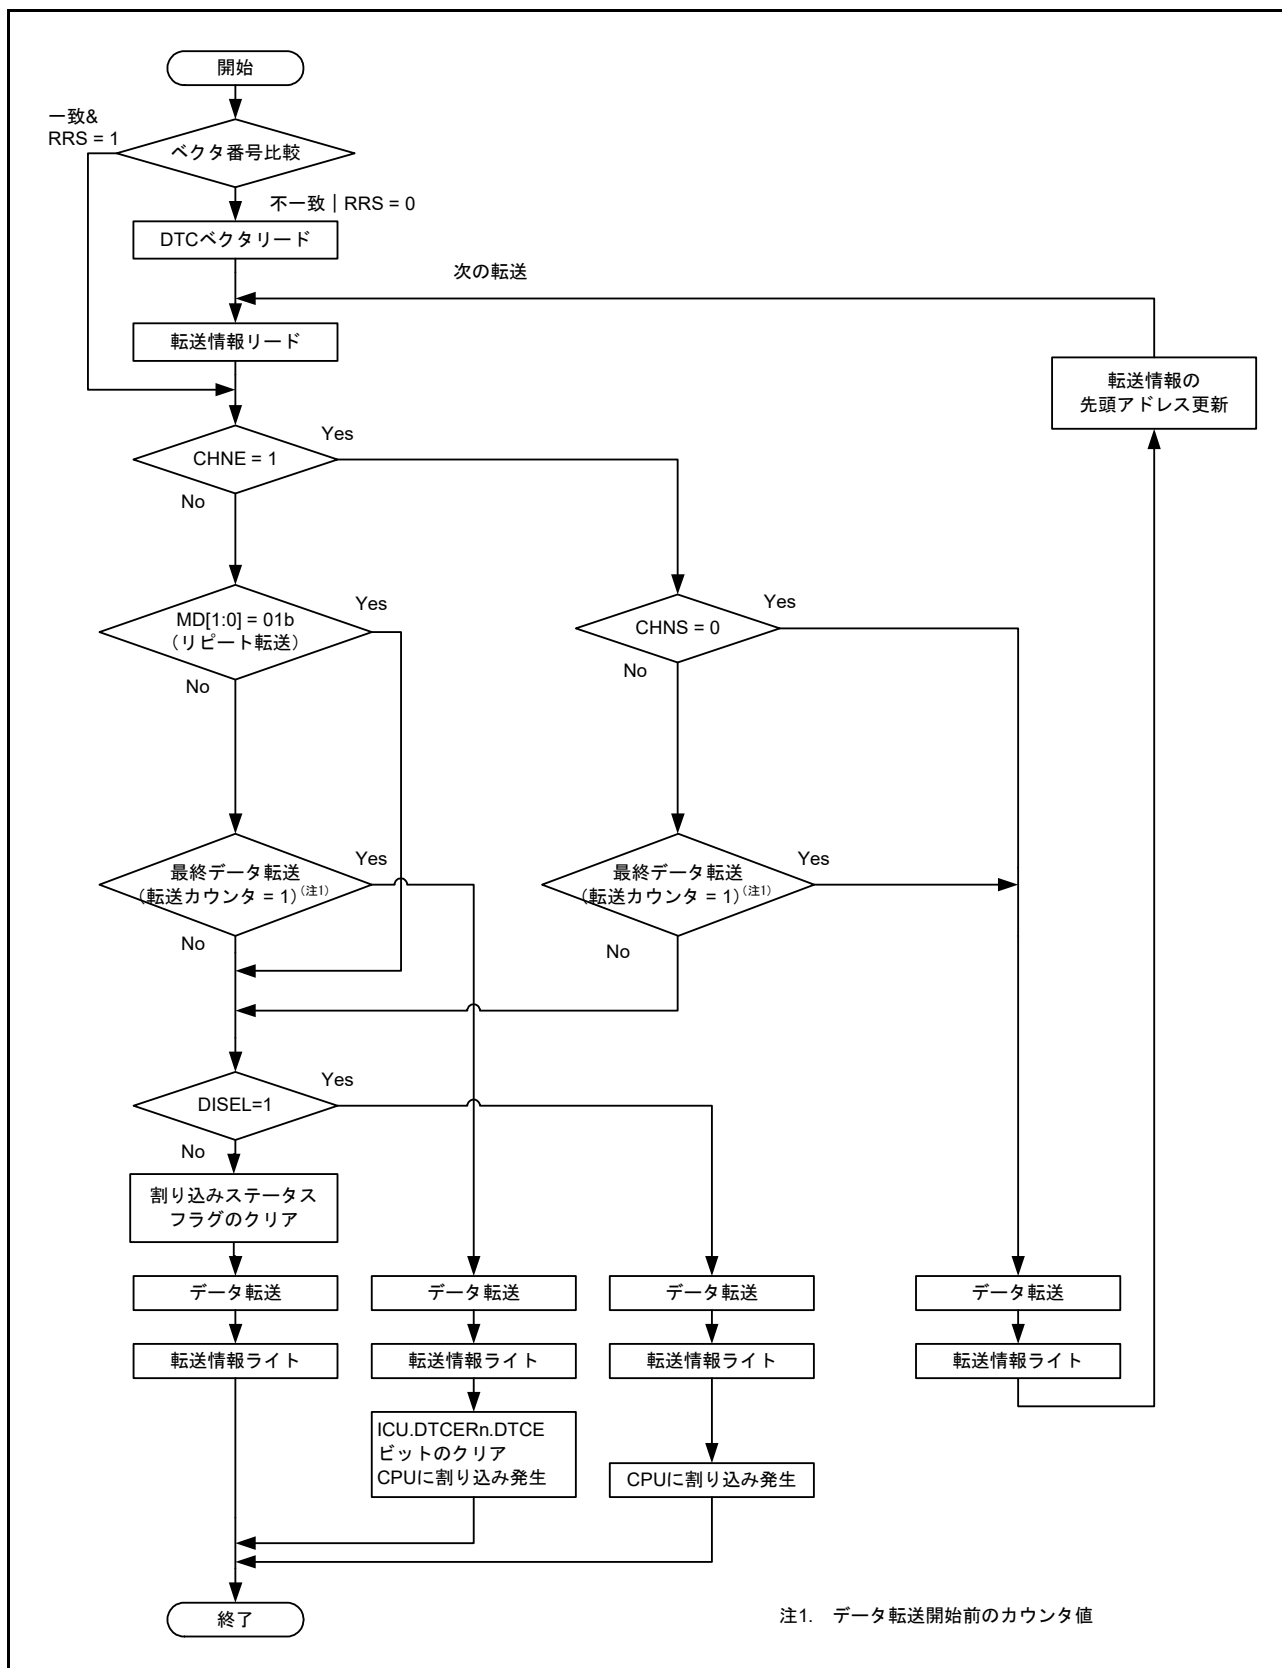 開始
一致&
RRS = 1
ベクタ番号比較
不一致 | RRS = 0
DTCベクタリード
次の転送
転送情報リード
転送情報の
先頭アドレス更新
CHNE = 1
Yes
No
MD[1:0] = 01b
（リピート転送）
Yes
No
CHNS = 0
Yes
No
最終データ転送
(転送カウンタ = 1)(注1)
Yes
No
最終データ転送
(転送カウンタ = 1)(注1)
Yes
No
DISEL=1
Yes
No
割り込みステータス
フラグのクリア
データ転送
データ転送
データ転送
データ転送
転送情報ライト
転送情報ライト
転送情報ライト
転送情報ライト
ICU.DTCERn.DTCE
ビットのクリア
CPUに割り込み発生
CPUに割り込み発生
終了
注1. データ転送開始前のカウンタ値